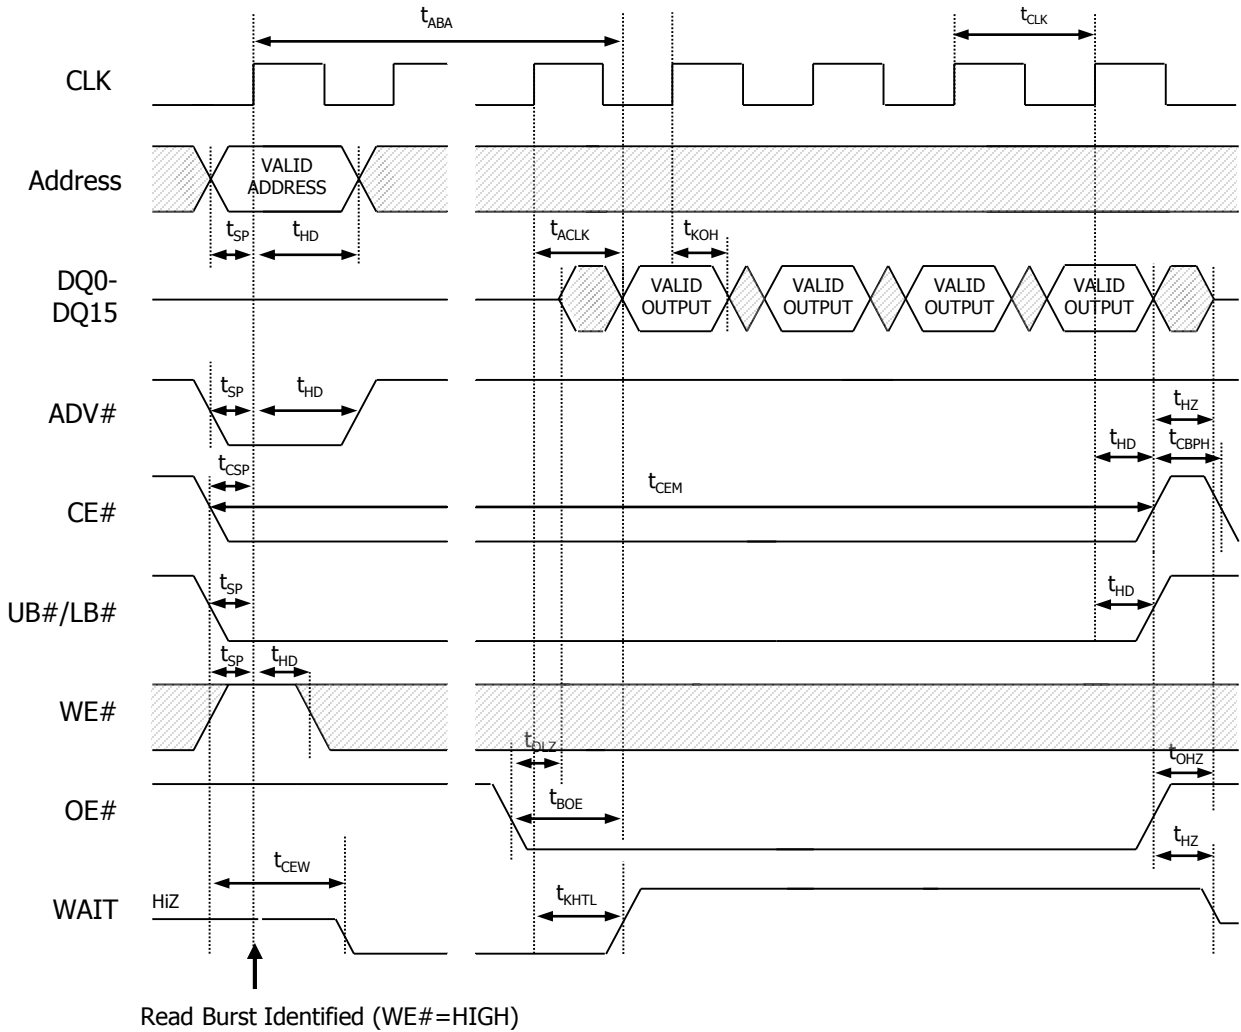 tABA
tCLK
CLK
Address
VALID
ADDRESS
tSP
tHD
tACLK
tKOH
DQ0-
DQ15
VALID
OUTPUT
VALID
OUTPUT
VALID
OUTPUT
VALID
OUTPUT
ADV#
tSP
tHD
tHZ
tHD
tCBPH
tCSP
tCEM
CE#
UB#/LB#
tSP
tHD
tSP
tHD
WE#
tOLZ
tOHZ
OE#
tBOE
tHZ
tCEW
WAIT
HiZ
tKHTL
Read Burst Identified (WE#=HIGH)